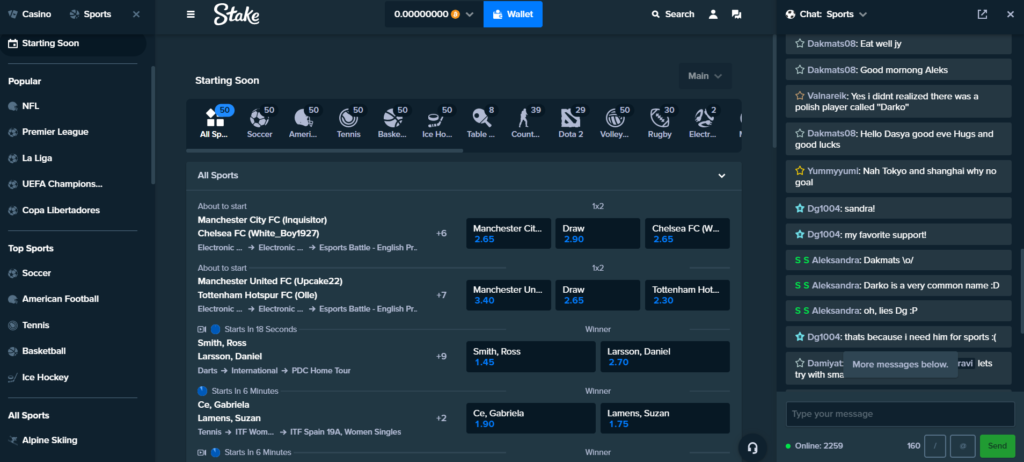 Casino
Sports
Starting Soon
Popular
NFL
Premier League
La Liga
UEFA Champions...
Copa Libertadores
Top Sports
Soccer
American Football
Tennis
Basketball
Ice Hockey
All Sports
Alpine Skiing
Stake
0.00000000
Wallet
Search
Starting Soon
Main
50
All Sp...
50
Soccer
50
Ameri...
50
Tennis
50
Baske...
50
Ice Ho...
8
Table ...
39
Count...
29
Dota 2
50
Volley...
30
Rugby
2
Electr...
All Sports
About to start
1x2
Manchester City FC (Inquisitor)
Chelsea FC (White_Boy1927)
Electronic ... → Electronic ... → Esports Battle - English Pr..
+6
Manchester Cit...
2.65
Draw
2.90
Chelsea FC (W...
2.65
About to start
1x2
Manchester United FC (Upcake22)
Tottenham Hotspur FC (Olle)
Electronic ... → Electronic ... → Esports Battle - English Pr..
+7
Manchester Un...
3.40
Draw
2.65
Tottenham Hot...
2.30
Starts In 18 Seconds
Winner
Smith, Ross
Larsson, Daniel
Darts → International → PDC Home Tour
+9
Smith, Ross
1.45
Larsson, Daniel
2.70
Starts In 6 Minutes
Winner
Ce, Gabriela
Lamens, Suzan
Tennis → ITF Wom... → ITF Spain 19A, Women Singles
+2
Ce, Gabriela
1.90
Lamens, Suzan
1.75
Starts In 6 Minutes
Winner
Chat: Sports
Dakmats08: Eat well jy
Dakmats08: Good mornong Aleks
Valnareik: Yes i didnt realized there was a
polish player called "Darko"
Dakmats08: Hello Dasya good eve Hugs and
good lucks
Yummyyumi: Nah Tokyo and shanghai why no
goal
Dg1004: sandra!
Dg1004: my favorite support!
S S Aleksandra: Dakmats \o/
S S Aleksandra: Darko is a very common name :D
S S Aleksandra: oh, lies Dg :P
Dg1004: thats because i need him for sports :(
Damiyat
ravi lets
try with sma
More messages below.
Type your message
Online: 2259
160
/
@
Send